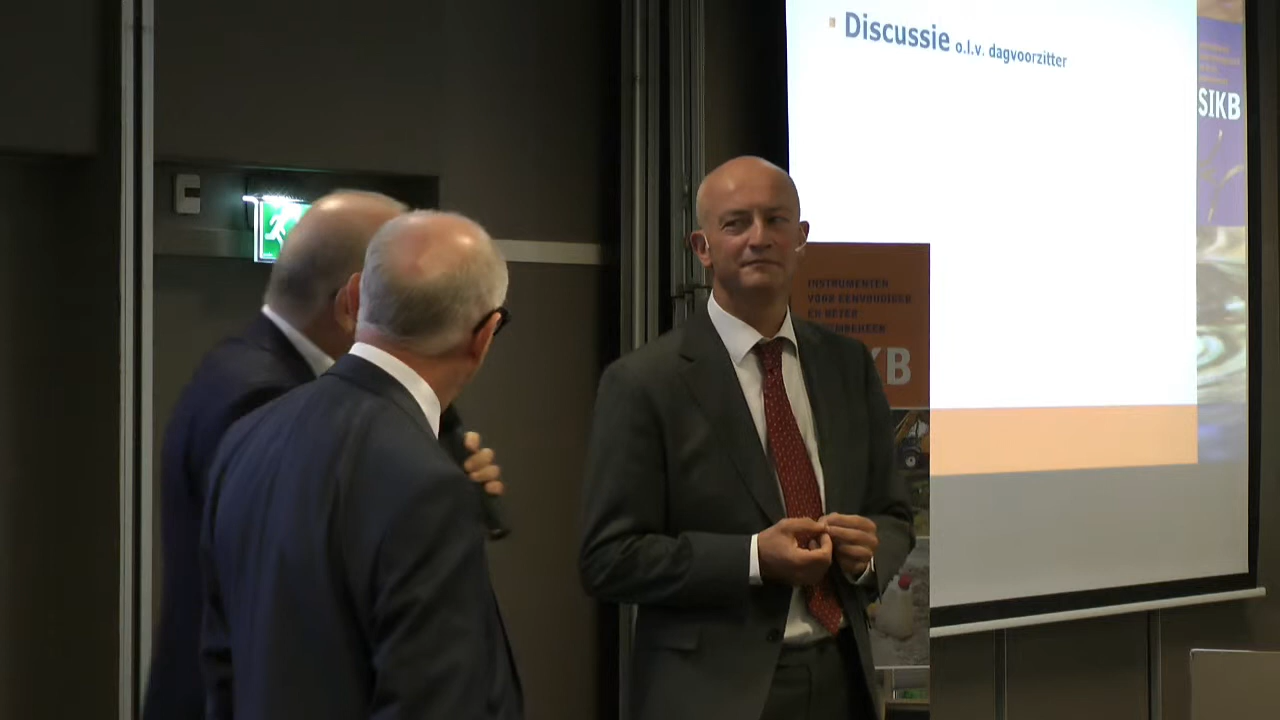 Discussie o.l.v. dagvoorzitter
SIKB
INSTRUMENTEN
VOOR EENVOUDIGER
EN BETER
KB